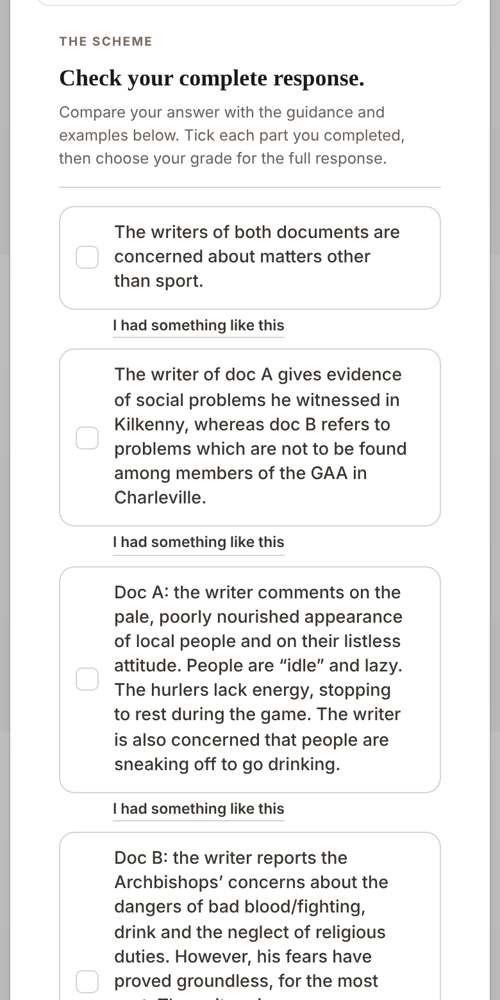 THE SCHEME
Check your complete response.
Compare your answer with the guidance and
examples below. Tick each part you completed,
then choose your grade for the full response.
The writers of both documents are
concerned about matters other
than sport.
I had something like this
The writer of doc A gives evidence
of social problems he witnessed in
Kilkenny, whereas doc B refers to
problems which are not to be found
among members of the GAA in
Charleville.
I had something like this
Doc A: the writer comments on the
pale, poorly nourished appearance
of local people and on their listless
attitude. People are “idle” and lazy.
The hurlers lack energy, stopping
to rest during the game. The writer
is also concerned that people are
sneaking off to go drinking.
I had something like this
Doc B: the writer reports the
Archbishops’ concerns about the
dangers of bad blood/fighting,
drink and the neglect of religious
duties. However, his fears have
proved groundless, for the most